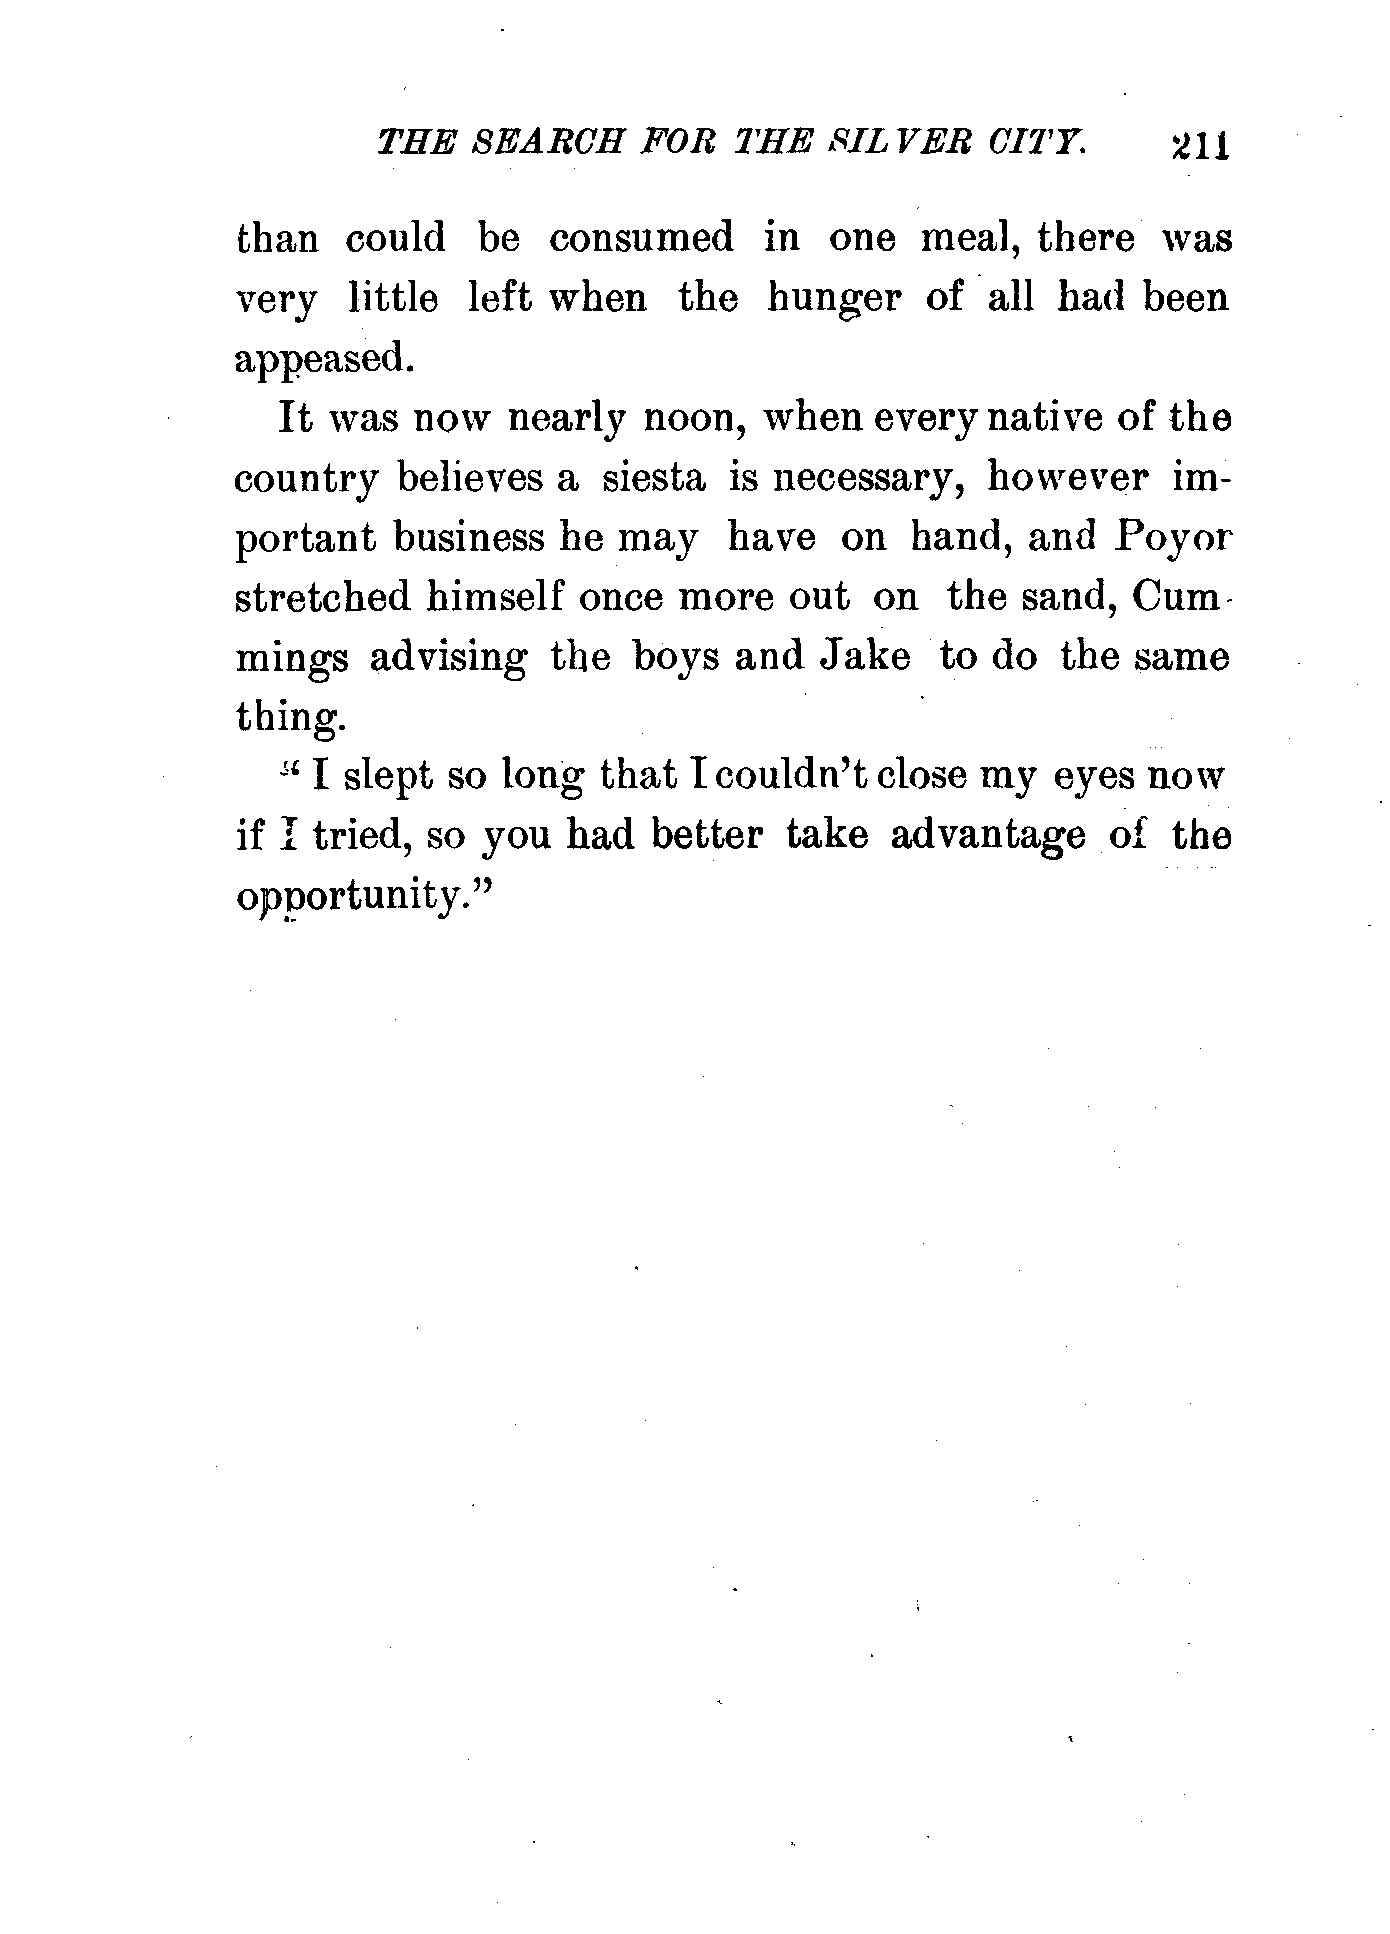 THE SEARCH FOR THE SILVER CITY. 211
than could be consumed in one meal, there was
very little left when the hunger of all had been
appeased.
It was now nearly noon, when every native of the
country believes a siesta is necessary, however im-
portant business he may have on hand, and Poyor
stretched himself once more out on the sand, Cum-
mings advising the boys and Jake to do the same
thing.
“ I slept so long that I couldn’t close my eyes now
if I tried, so you had better take advantage of the
opportunity.”